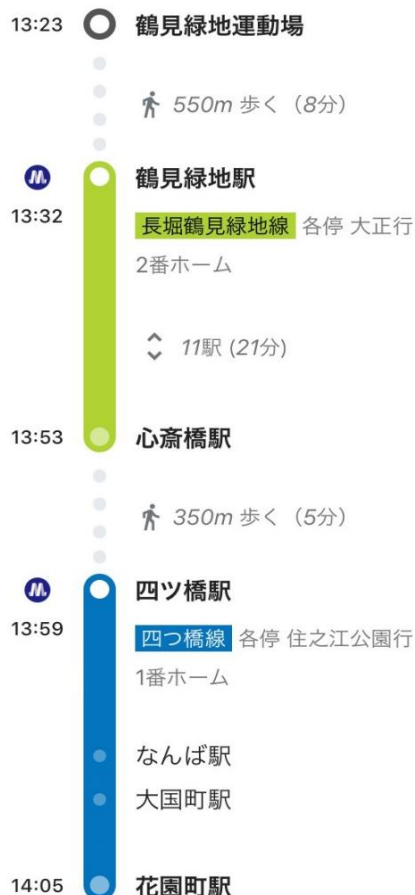 13:23 鶴見緑地運動場
550m 歩く（8分）
鶴見緑地駅
13:32
長堀鶴見緑地線 各停 大正行
2番ホーム
11駅 (21分)
13:53 心斎橋駅
350m 歩く（5分）
四ツ橋駅
13:59
四つ橋線 各停 住之江公園行
1番ホーム
なんば駅
大国町駅
14:05 花園町駅